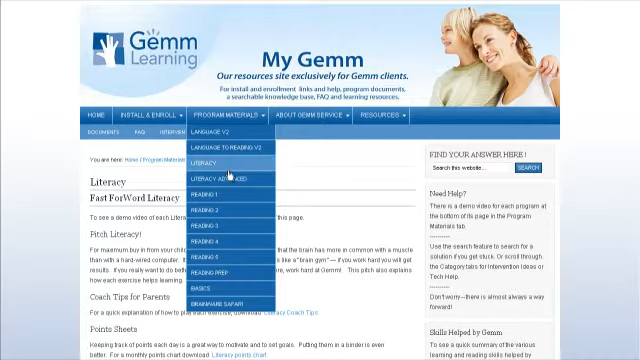 Gemm
Learning
My Gemm
Our resources site exclusively for Gemm clients.
For install and enrollment links and help, program documents,
a searchable knowledge base, FAQ and learning resources.
HOME
INSTALL & ENROLL
PROGRAM MATERIALS
ABOUT GEMM SERVICE
RESOURCES
DOCUMENTS
FAQ
INTERVEN
LANGUAGE V2
LANGUAGE TO READING V2
LITERACY
LITERACY ADVANCED
READING 1
READING 2
READING 3
READING 4
READING 5
READING PREP
BASICS
BRAINWARE SAFARI
You are here: Home / Program Materials
Literacy
Fast ForWord Literacy
To see a demo video of each Litera
this page.
Pitch Literacy!
For maximum buy in from your chil
that the brain has more in common with a muscle
than with a hard-wired computer. I
es like a "brain gym" — if you work hard you will get
results If you really want to do bet
re, work hard at Gemm! This pitch also explains
how each exercise helps learning.
Coach Tips for Parents
For a quick explanation of how to
download Literacy Coach Tips.
Points Sheets
Keeping track of points each day is a great way to motivate and to set goals. Putting them in a binder is even
better. For a monthly points chart download Literacy points chart.
FIND YOUR ANSWER HERE !
Search this website...
SEARCH
Need Help?
There is a demo video for each program
at the bottom of its page in the Program
Materials tab.
----------
Use the search feature to search for a
solution if you get stuck. Or scroll through
the Category tabs for Intervention Ideas or
Tech Help.
----------
Don't worry--there is almost always a way
forward!
Skills Helped by Gemm
To see a quick summary of the various
learning and reading skills helped by